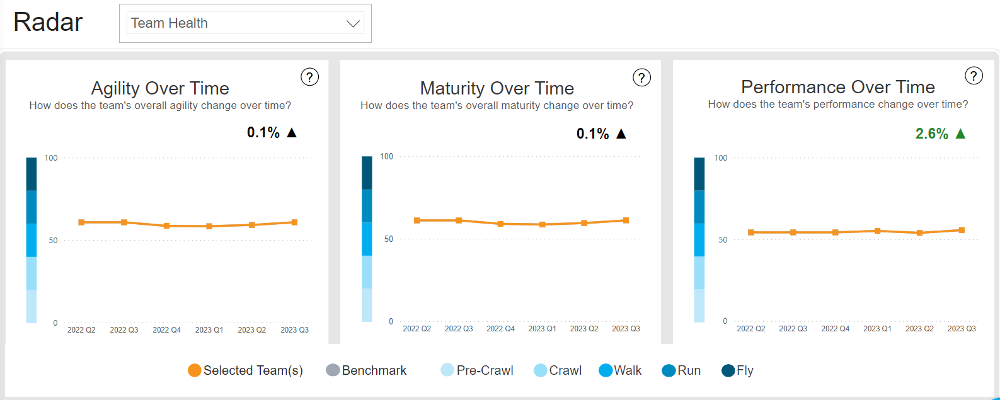 Radar
Team Health
Agility Over Time
?
How does the team's overall agility change over time?
0.1% ▲
100
50
0
2022 Q2 2022 Q3 2022 Q4 2023 Q1 2023 Q2 2023 Q3
Maturity Over Time
?
How does the team's overall maturity change over time?
0.1% ▲
100
50
0
2022 Q2 2022 Q3 2022 Q4 2023 Q1 2023 Q2 2023 Q3
Performance Over Time
?
How does the team's performance change over time?
2.6% ▲
100
50
0
2022 Q2 2022 Q3 2022 Q4 2023 Q1 2023 Q2 2023 Q3
Selected Team(s) Benchmark Pre-Crawl Crawl Walk Run Fly